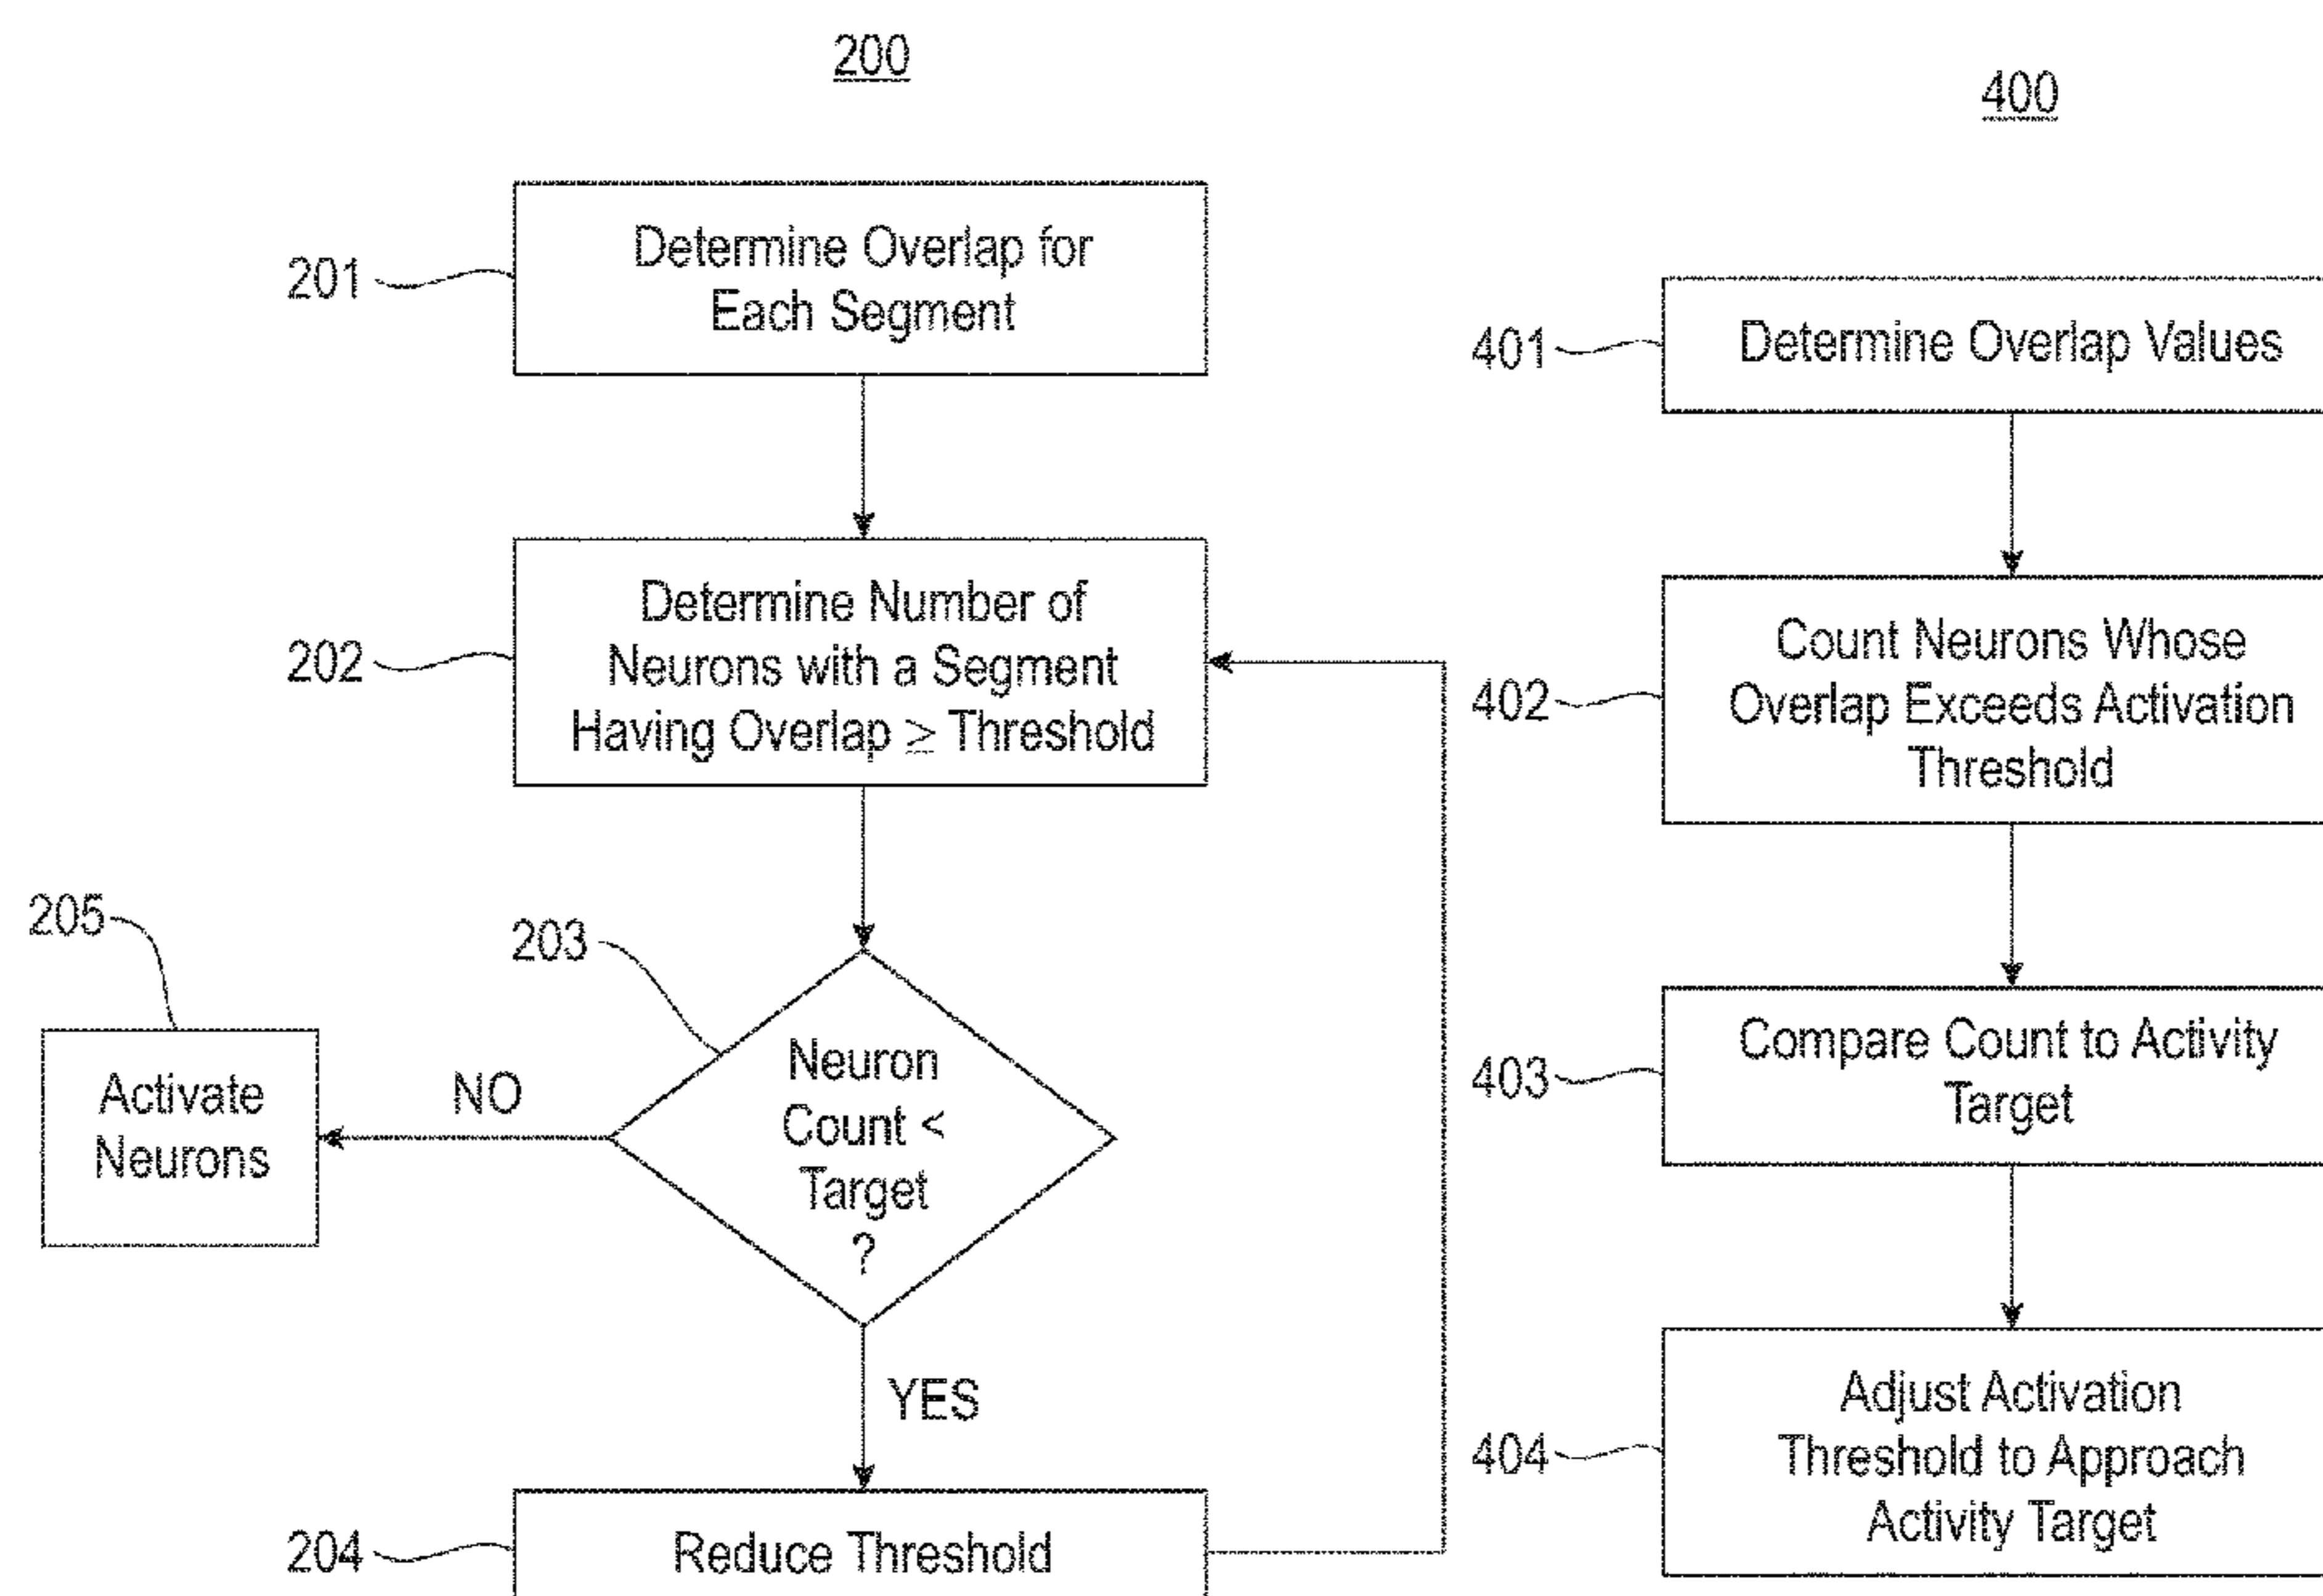 200
201
Determine Overlap for
Each Segment
202
Determine Number of
Neurons with a Segment
Having Overlap ≥ Threshold
203
Neuron
Count <
Target
?
NO
205
Activate
Neurons
YES
204
Reduce Threshold
400
401
Determine Overlap Values
402
Count Neurons Whose
Overlap Exceeds Activation
Threshold
403
Compare Count to Activity
Target
404
Adjust Activation
Threshold to Approach
Activity Target